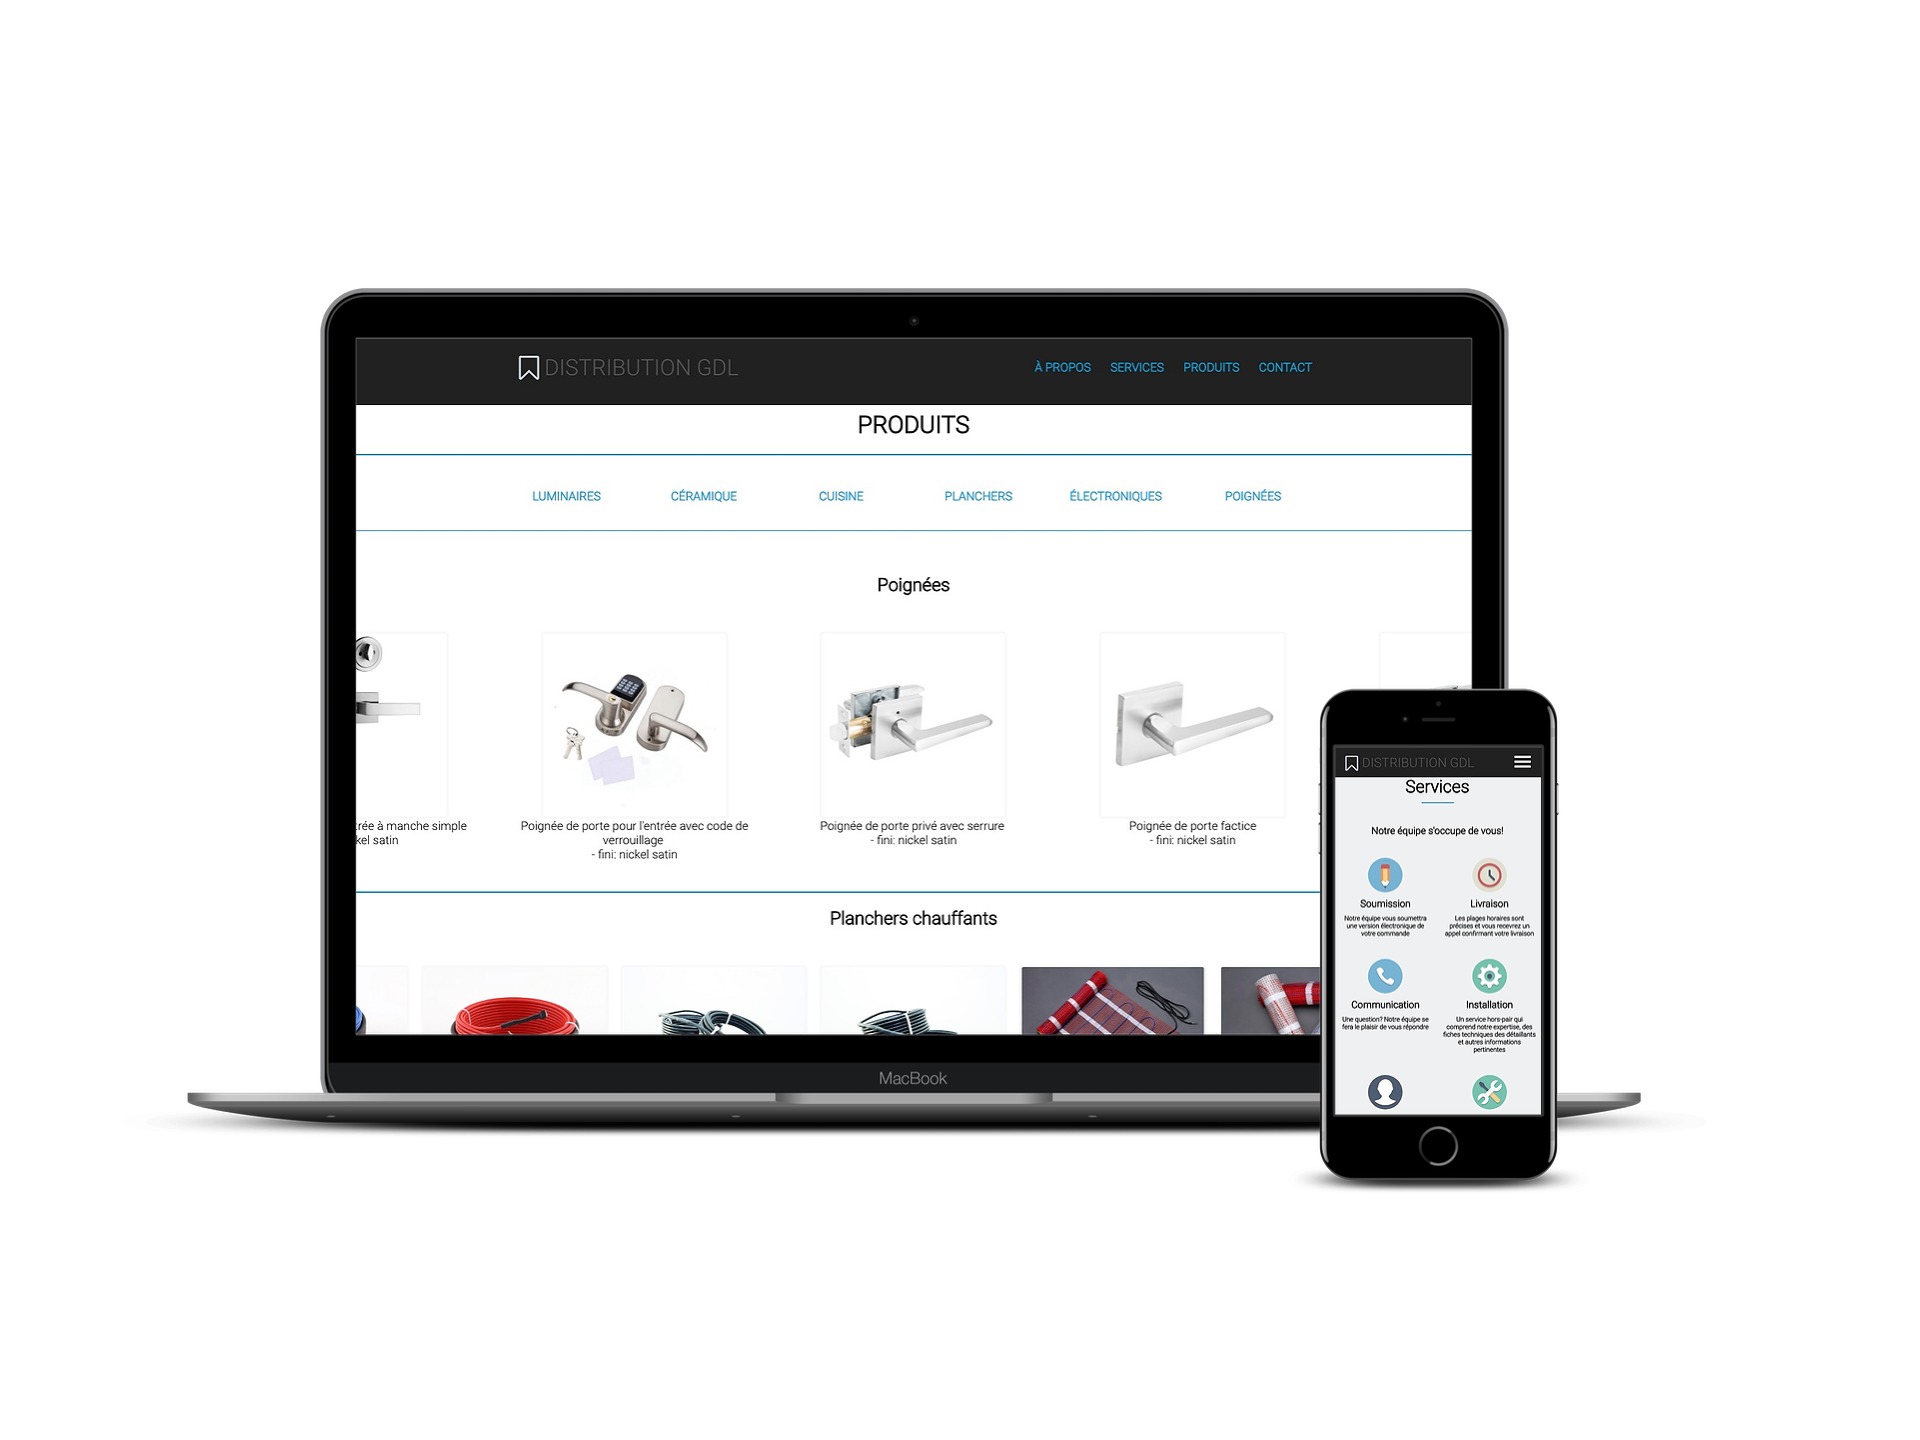 DISTRIBUTION GDL
À PROPOS SERVICES PRODUITS CONTACT
PRODUITS
LUMINAIRES CÉRAMIQUE CUISINE PLANCHERS ÉLECTRONIQUES POIGNÉES
Poignées
à manche simple
satin
Poignée de porte pour l'entrée avec code de
verrouillage
- fini: nickel satin
Poignée de porte privé avec serrure
- fini: nickel satin
Poignée de porte factice
- fini: nickel satin
Planchers chauffants
MacBook
DISTRIBUTION GDL
Services
Notre équipe s'occupe de vous!
Soumission
Notre équipe vous soumettra
une version électronique de
votre commande
Livraison
Les plages horaires sont
précises et vous recevrez un
appel confirmant votre livraison
Communication
Une question? Notre équipe se
fera le plaisir de vous répondre
Installation
Un service hors-pair qui
comprend notre expertise, des
fiches techniques des détaillants
et autres informations
pertinentes